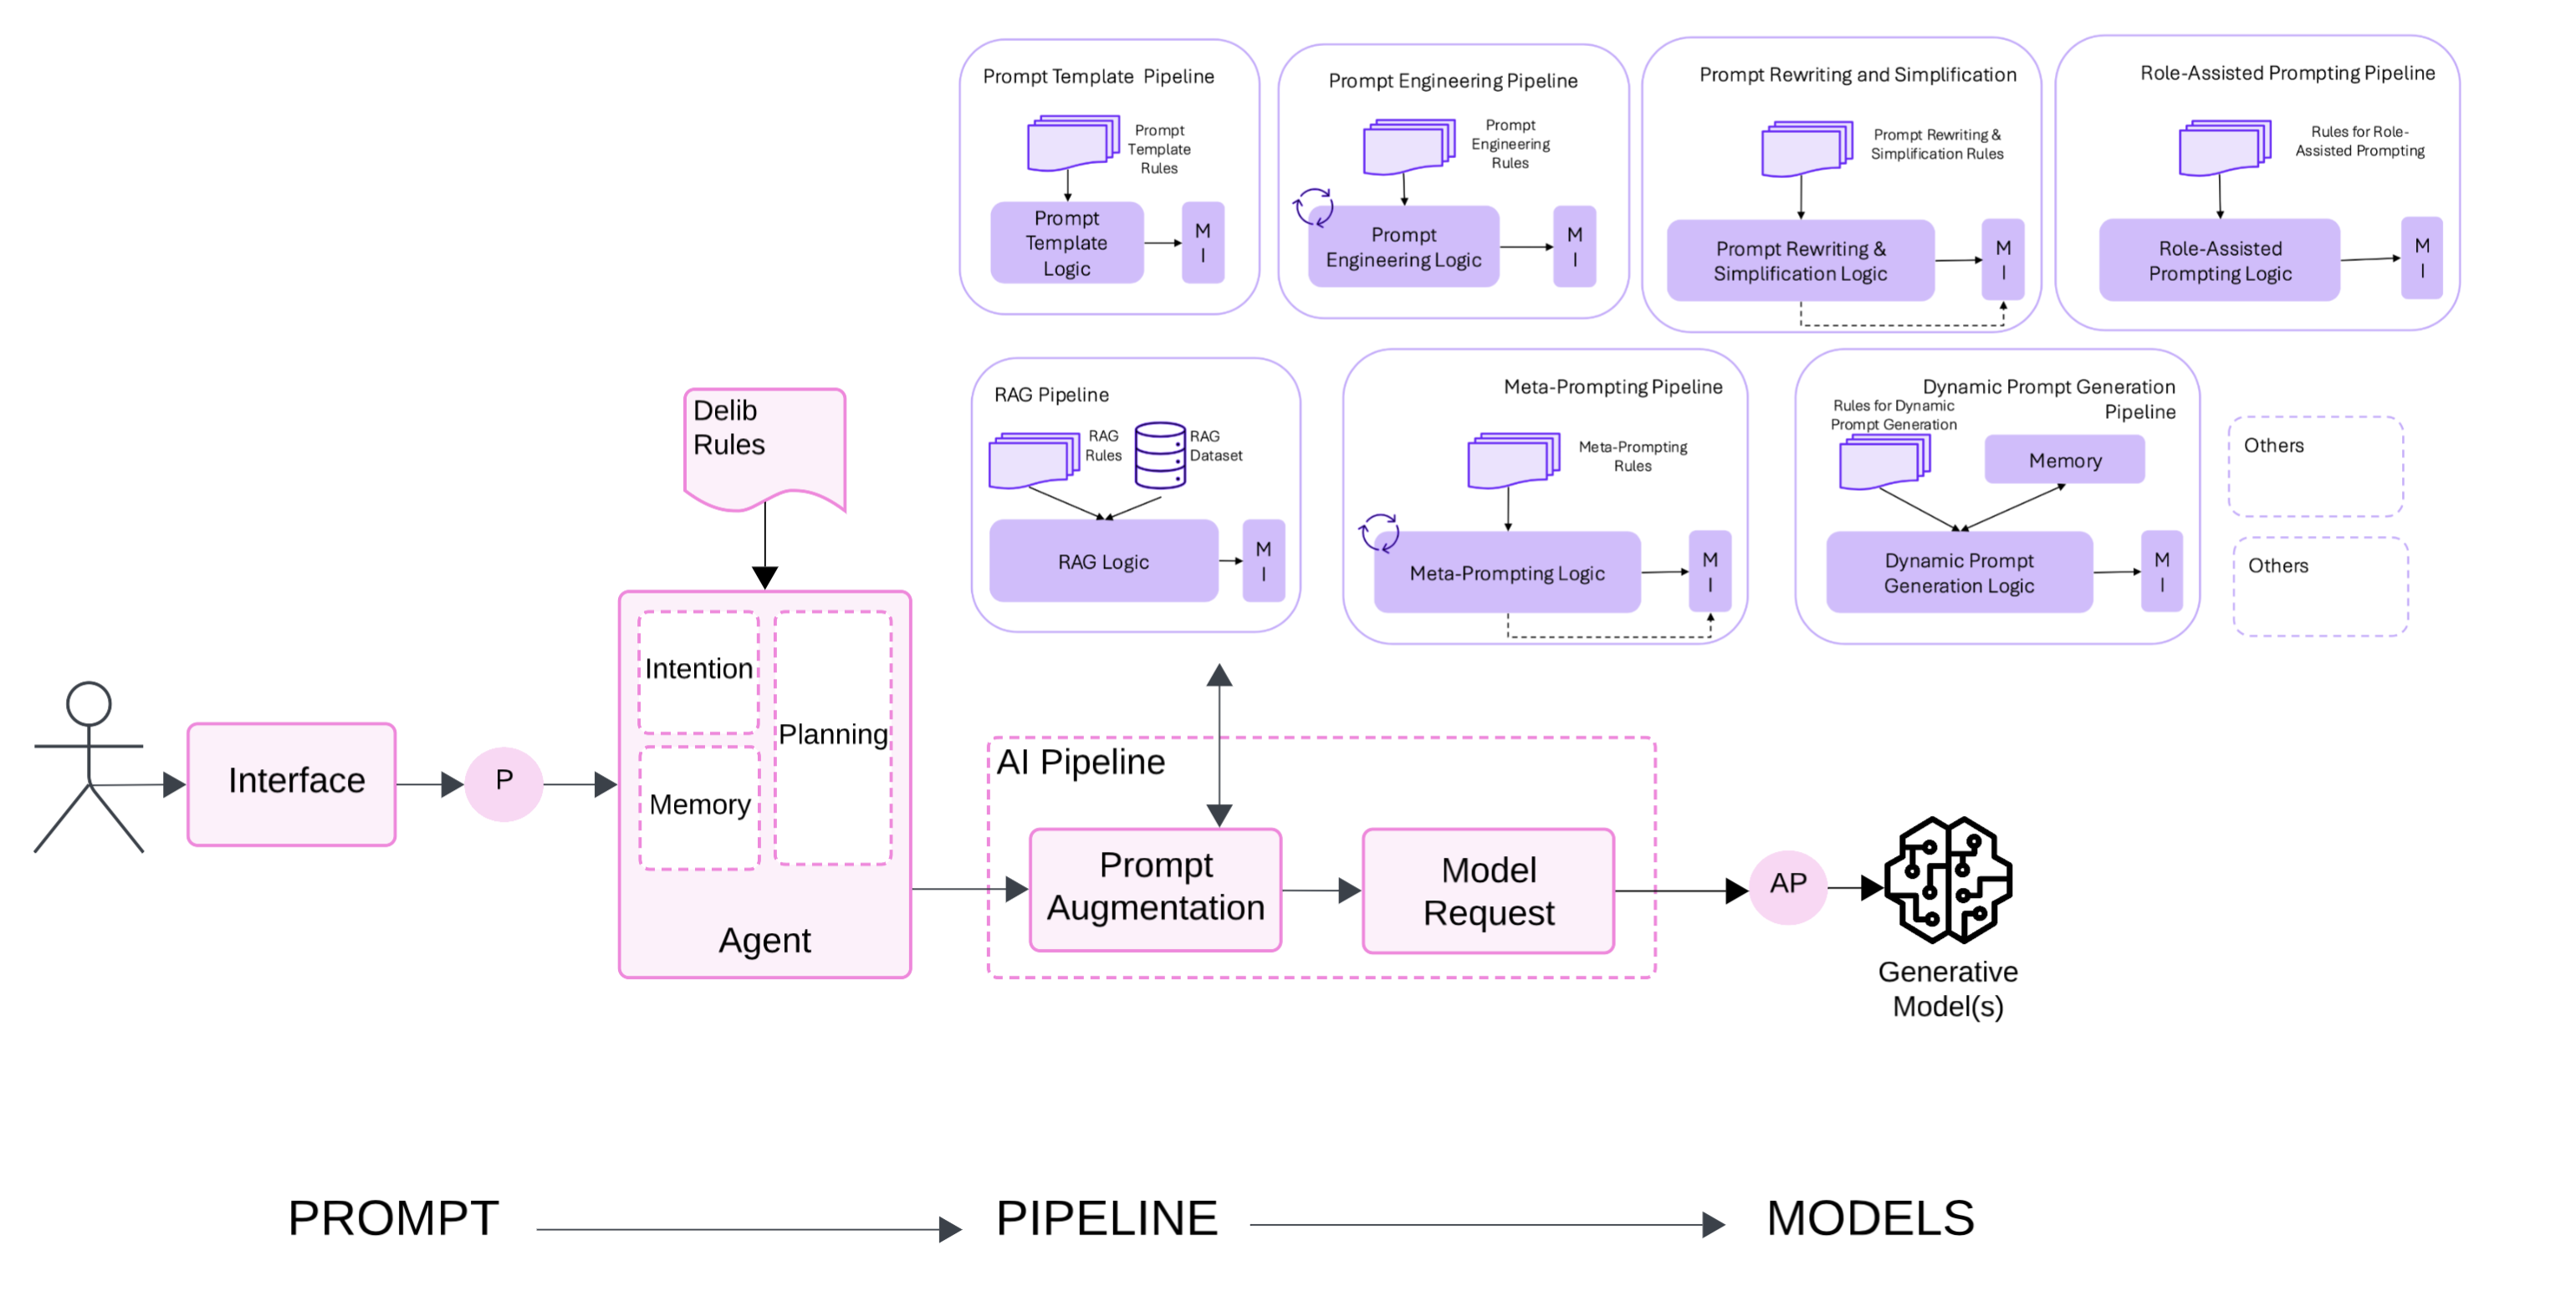 Prompt Template Pipeline
Prompt
Template
Rules
Prompt
Template
Logic
M
I
Prompt Engineering Pipeline
Prompt
Engineering
Rules
Prompt
Engineering Logic
M
I
Prompt Rewriting and Simplification
Prompt Rewriting &
Simplification Rules
Prompt Rewriting &
Simplification Logic
M
I
Role-Assisted Prompting Pipeline
Rules for Role-
Assisted Prompting
Role-Assisted
Prompting Logic
M
I
RAG Pipeline
RAG
Rules
RAG
Dataset
RAG Logic
M
I
Meta-Prompting Pipeline
Meta-Prompting
Rules
Meta-Prompting Logic
M
I
Dynamic Prompt Generation
Pipeline
Rules for Dynamic
Prompt Generation
Memory
Dynamic Prompt
Generation Logic
M
I
Others
Others
Delib
Rules
Interface
P
Intention
Memory
Planning
Agent
AI Pipeline
Prompt
Augmentation
Model
Request
AP
Generative
Model(s)
PROMPT
PIPELINE
MODELS